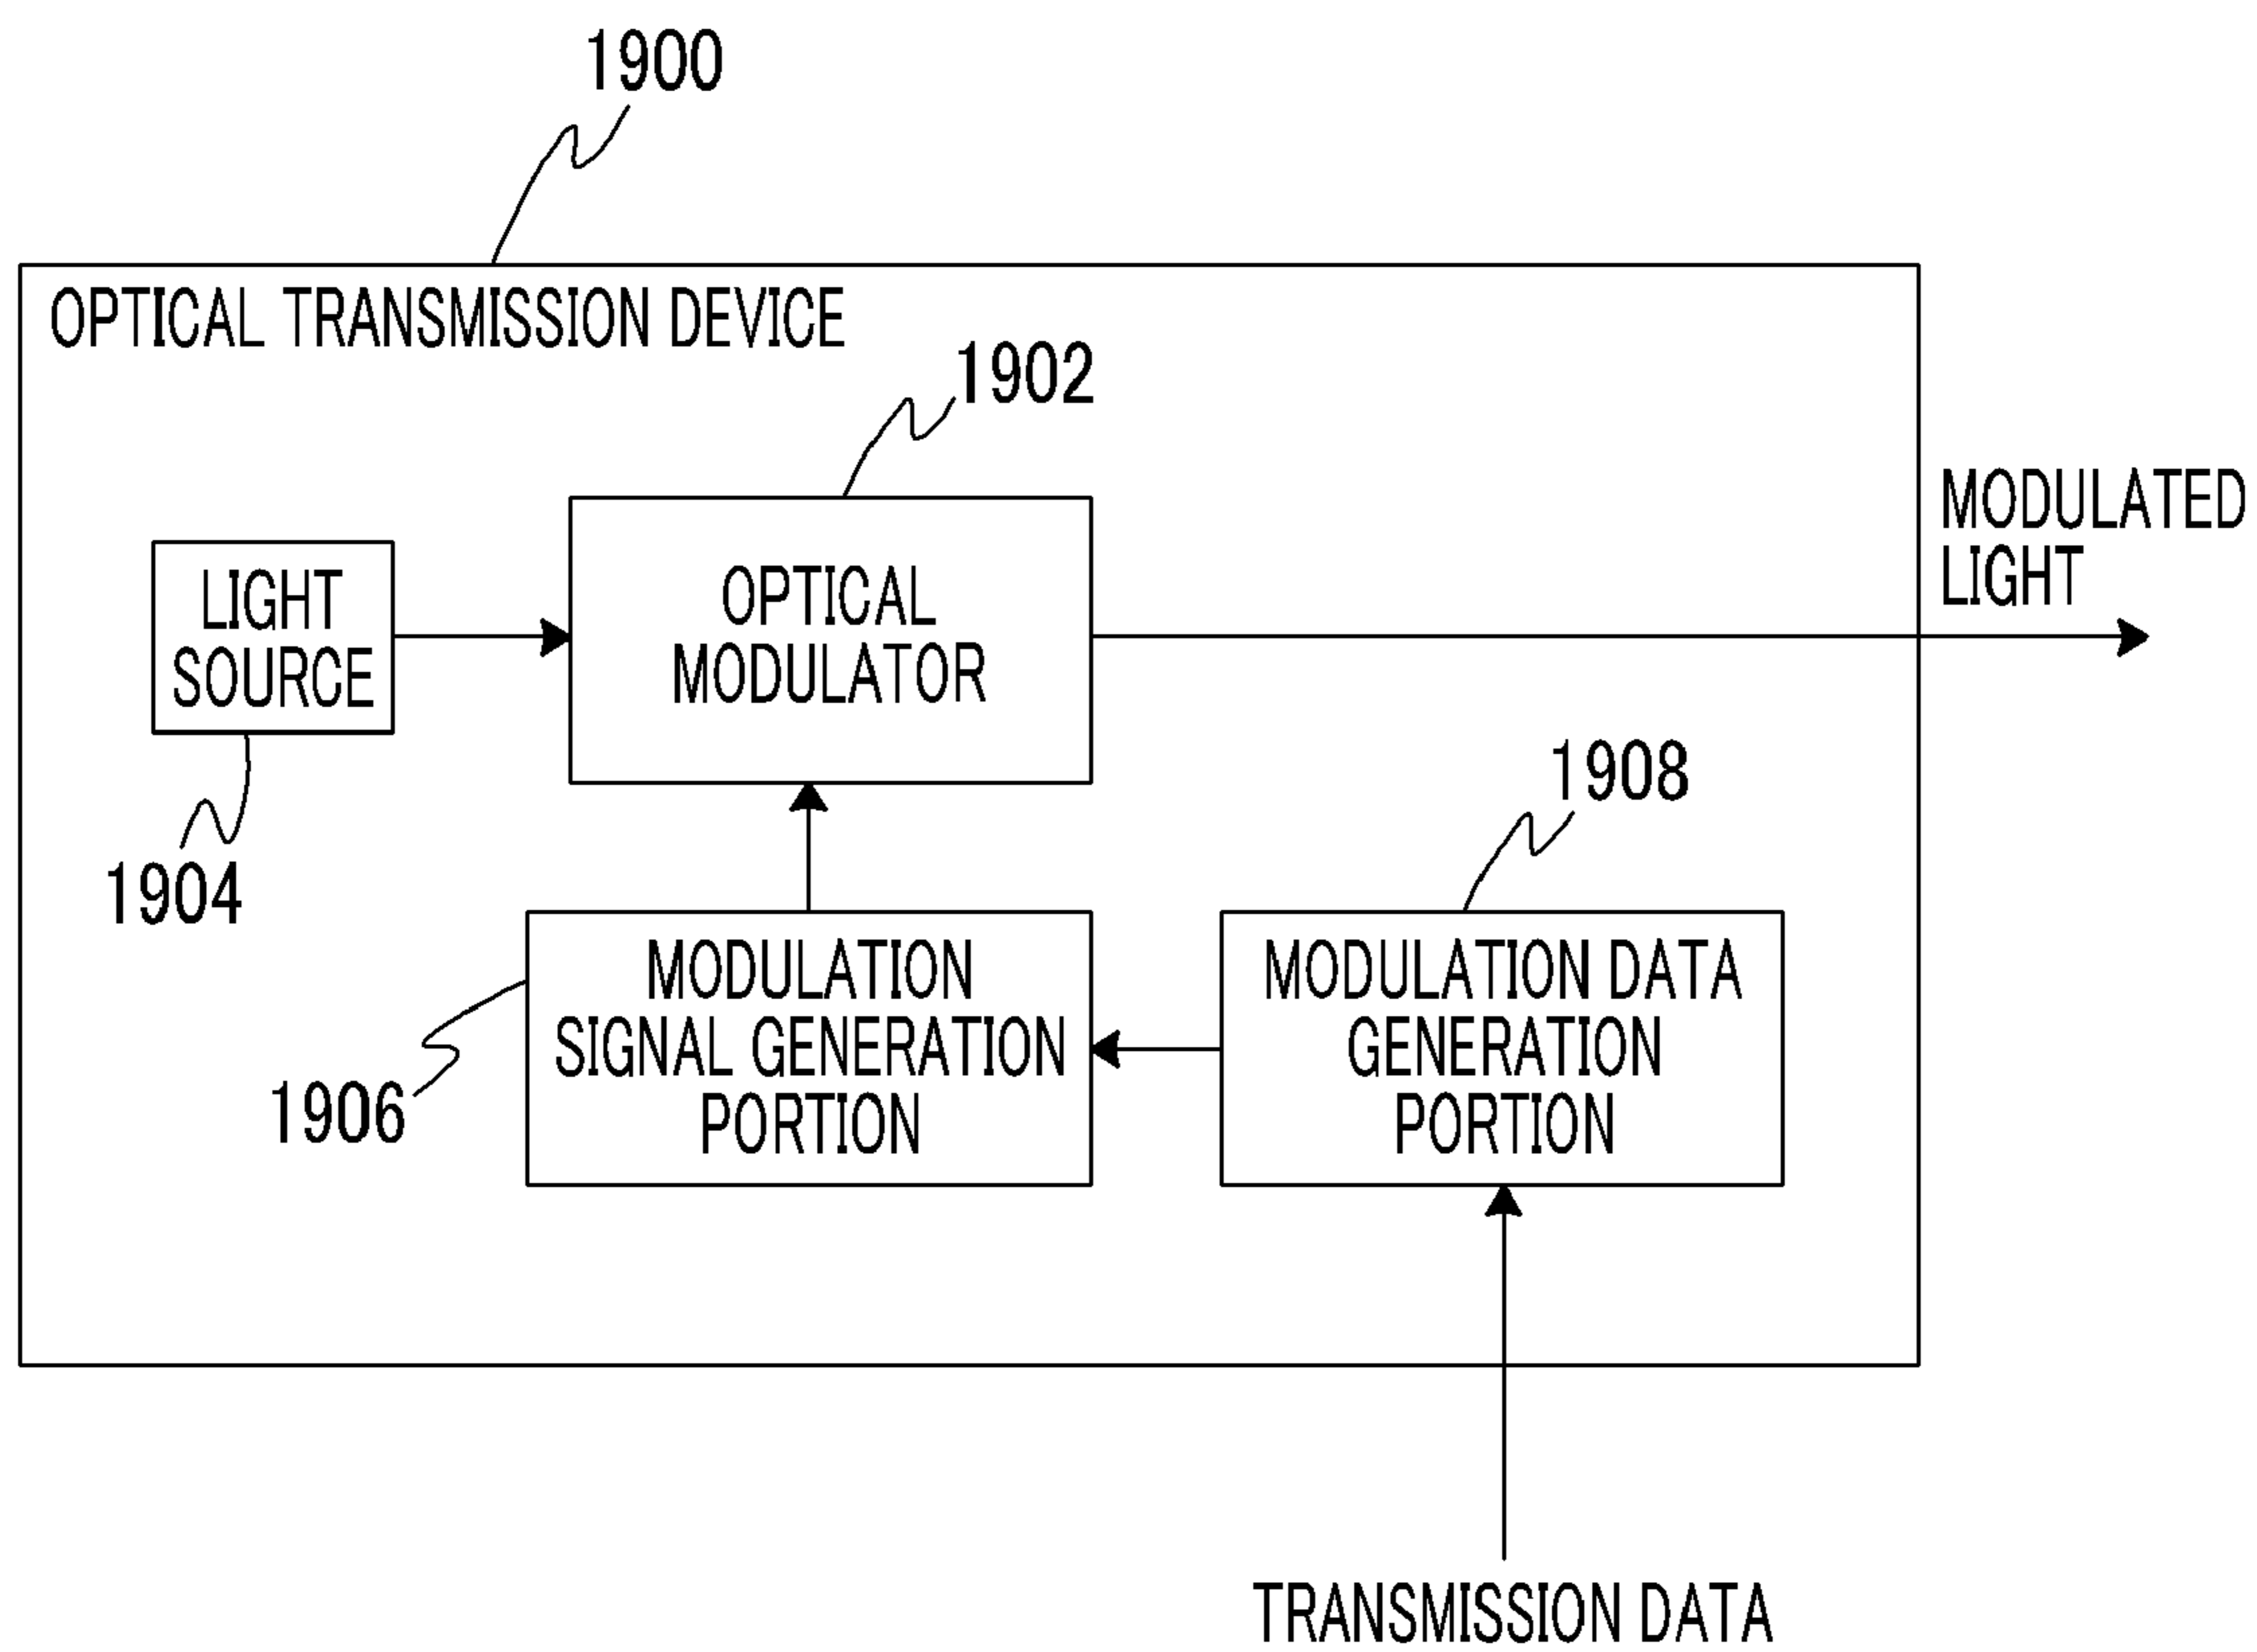 1900
OPTICAL TRANSMISSION DEVICE
1902
MODULATED
LIGHT
LIGHT
SOURCE
OPTICAL
MODULATOR
1908
1904
MODULATION
SIGNAL GENERATION
PORTION
MODULATION DATA
GENERATION
PORTION
1906
TRANSMISSION DATA